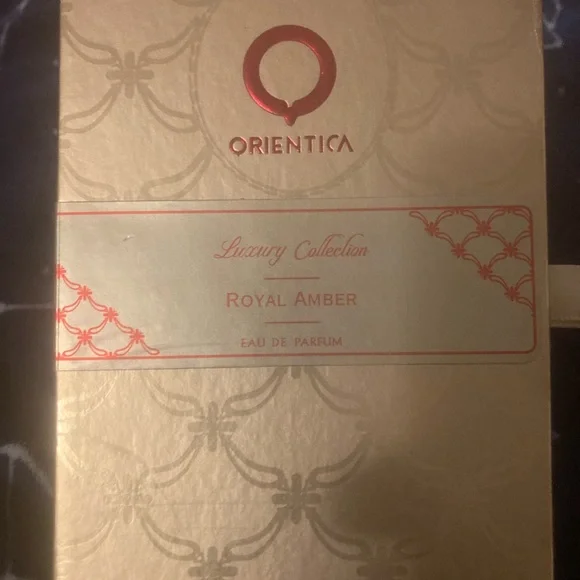 ORIENTICA
Luxury Collection
ROYAL AMBER
EAU DE PARFUM